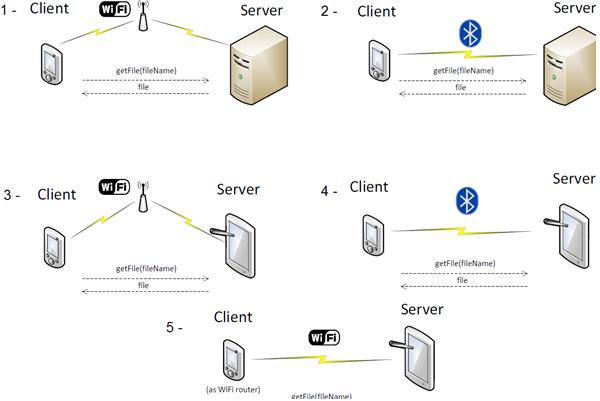 1 - Client
WiFi
Server
getFile(fileName)
file
2 - Client
Server
getFile(fileName)
file
3 - Client
WiFi
Server
getFile(fileName)
file
4 - Client
Server
getFile(fileName)
file
5 - Client
WiFi
Server
(as WiFi router)
getFile(fileName)